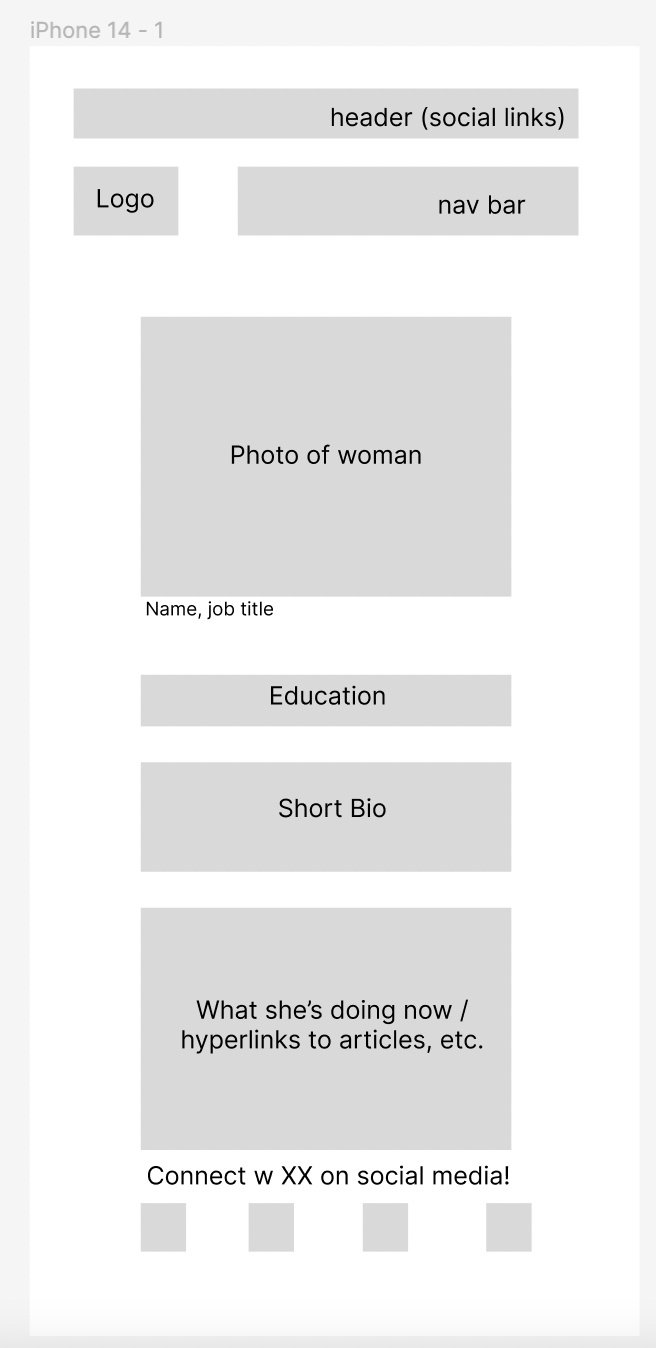 iPhone 14 - 1
header (social links)
Logo
nav bar
Photo of woman
Name, job title
Education
Short Bio
What she’s doing now /
hyperlinks to articles, etc.
Connect w XX on social media!